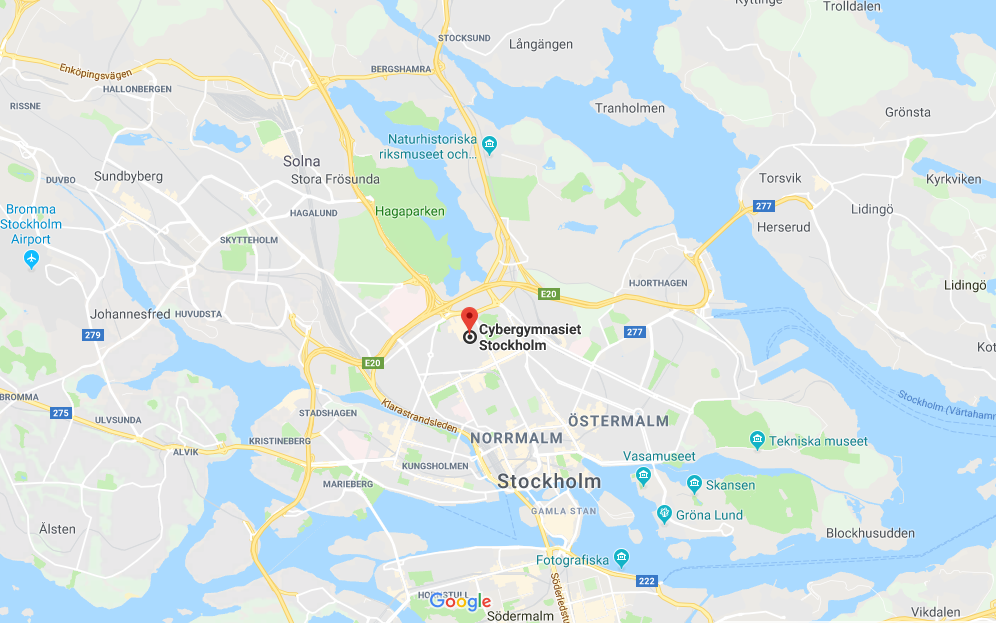 Kyttinge
Trolldalen
STOCKSUND
Långängen
BERGSHAMRA
Enköpingsvägen
HALLONBERGEN
RISSNE
Tranholmen
Grönsta
Naturhistoriska
riksmuseet och...
Solna
Stora Frösunda
DUVBO
Sundbyberg
Torsvik
Kyrkviken
Bromma
Stockholm
Airport
HAGALUND
Hagaparken
277
Lidingö
Herserud
SKYTTEHOLM
Johannesfred
HUVUDSTA
E20
HJORTHAGEN
Lidingö
279
Cybergymnasiet
Stockholm
277
Kot
E20
BROMMA
275
ULVSUNDA
STADSHAGEN
Klarastrandsleden
Stockholm (Värtahamn
ÖSTERMALM
NORRMALM
KRISTINEBERG
ALVIK
Tekniska museet
Vasamuseet
KUNGSHOLMEN
MARIEBERG
Stockholm
Skansen
GAMLA STAN
Gröna Lund
Älsten
Blockhusudden
Fotografiska
222
Södermalm
Google
Vikdalen